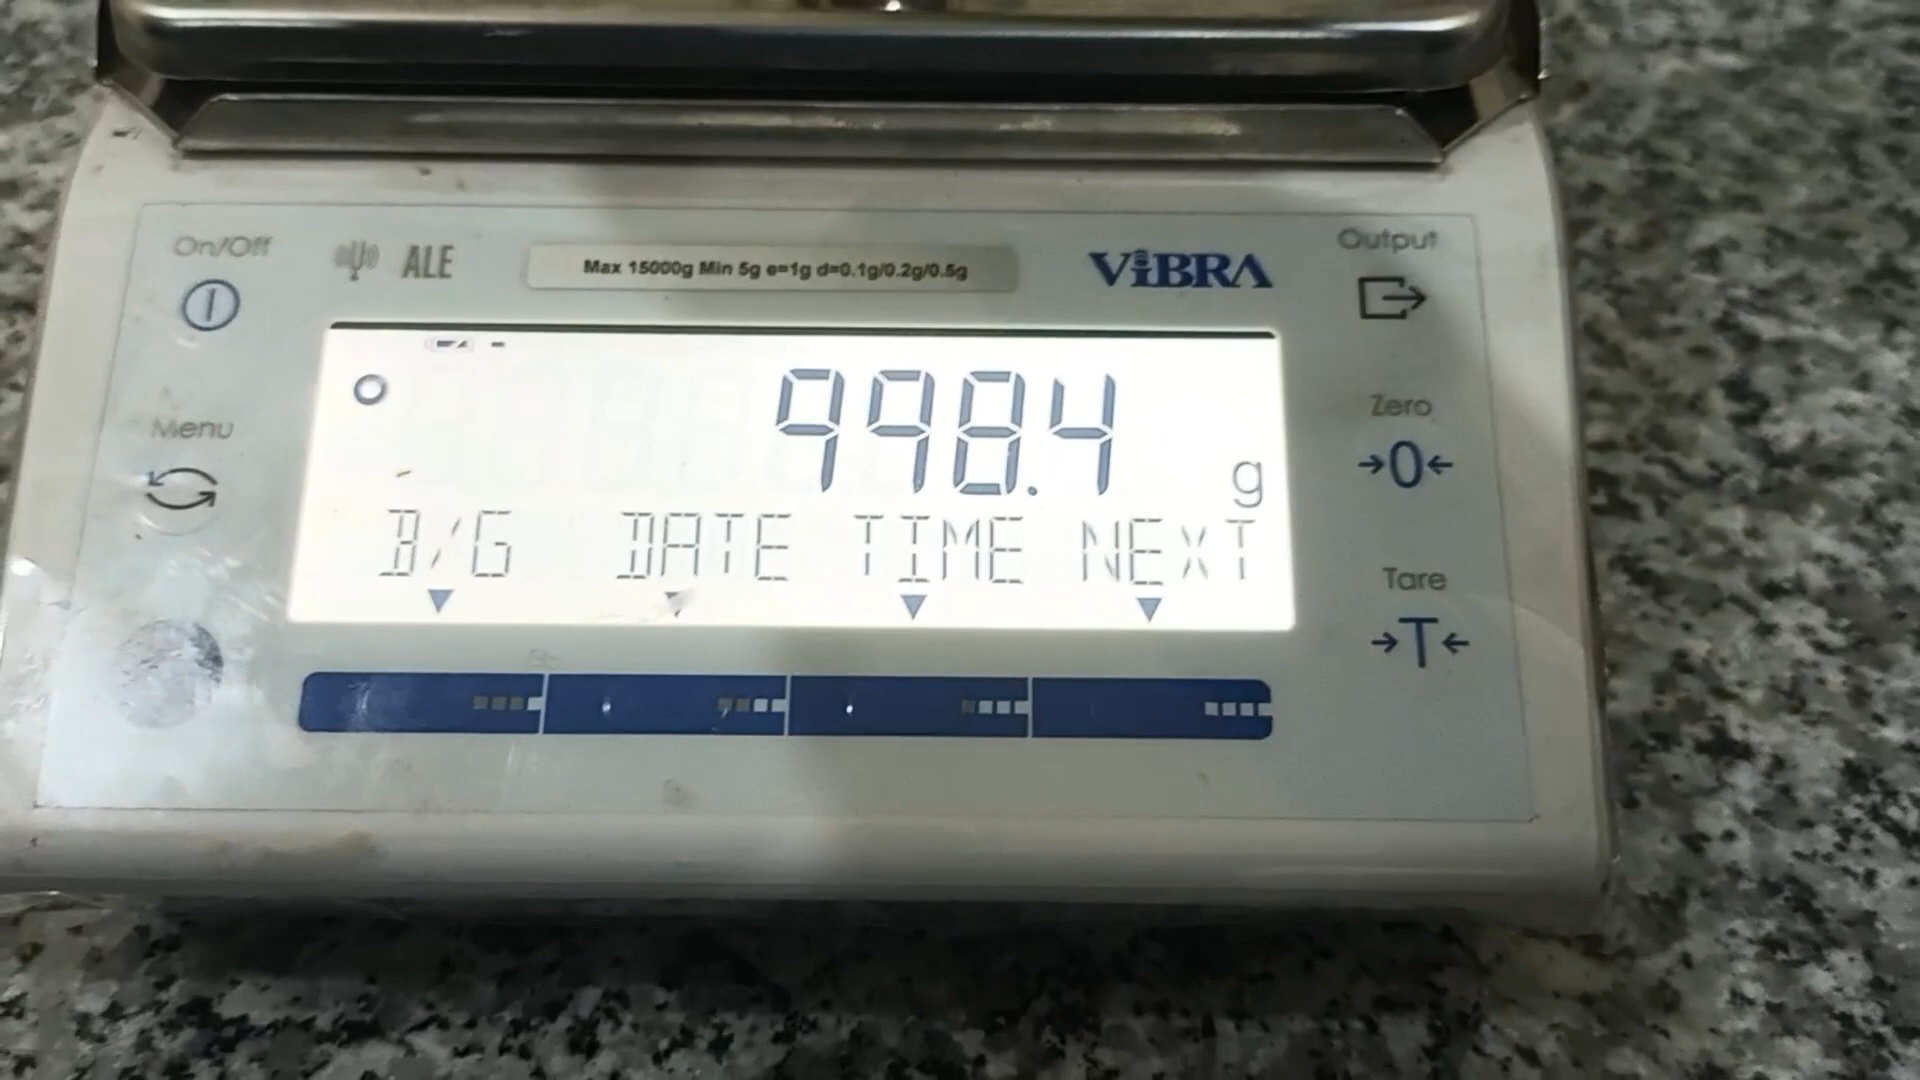 On/Off
ALE
Max 15000g Min 5g e=1g d=0.1g/0.2g/0.5g
ViBRA
Output
Menu
998.4 g
Zero
→0←
B/G DATE TIME NEXT
Tare
→T←